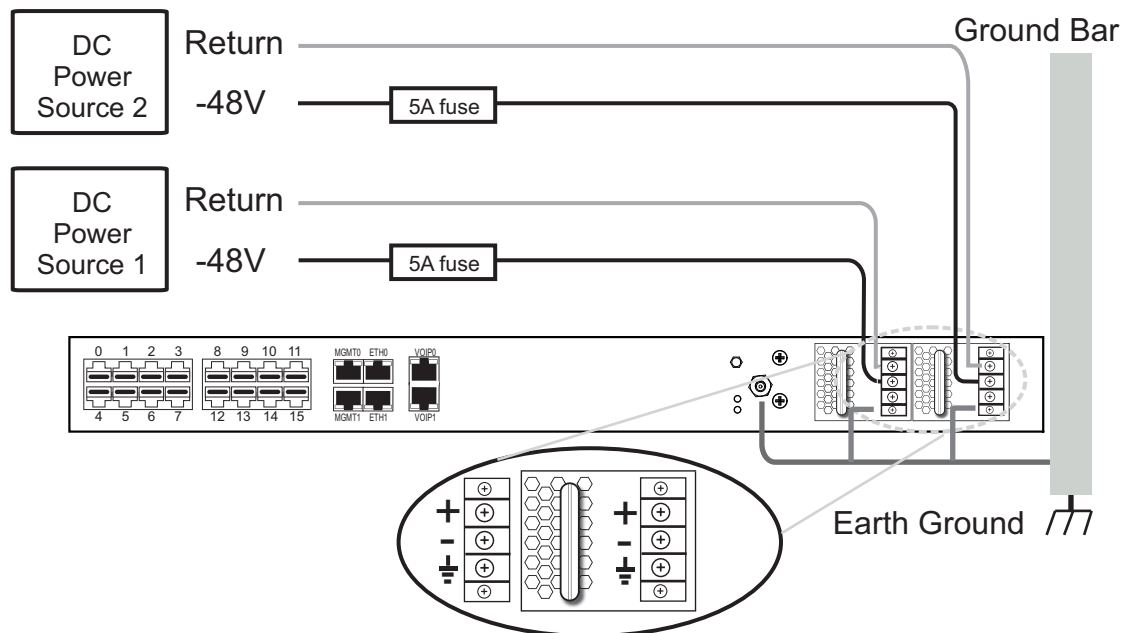 DC
Power
Source 2
Return
-48V
5A fuse
Ground Bar
DC
Power
Source 1
Return
-48V
5A fuse
0 1 2 3
8 9 10 11
MGMT0 ETH0
VOIP0
4 5 6 7
12 13 14 15
MGMT1 ETH1
VOIP1
+ +
- -
Earth Ground